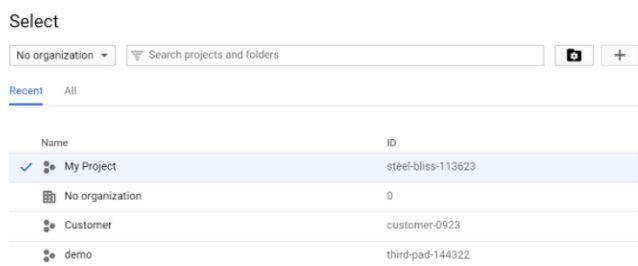 Select
No organization Search projects and folders
Recent All
Name ID
My Project steel-bliss-113623
No organization 0
Customer customer-0923
demo third-pad-144322